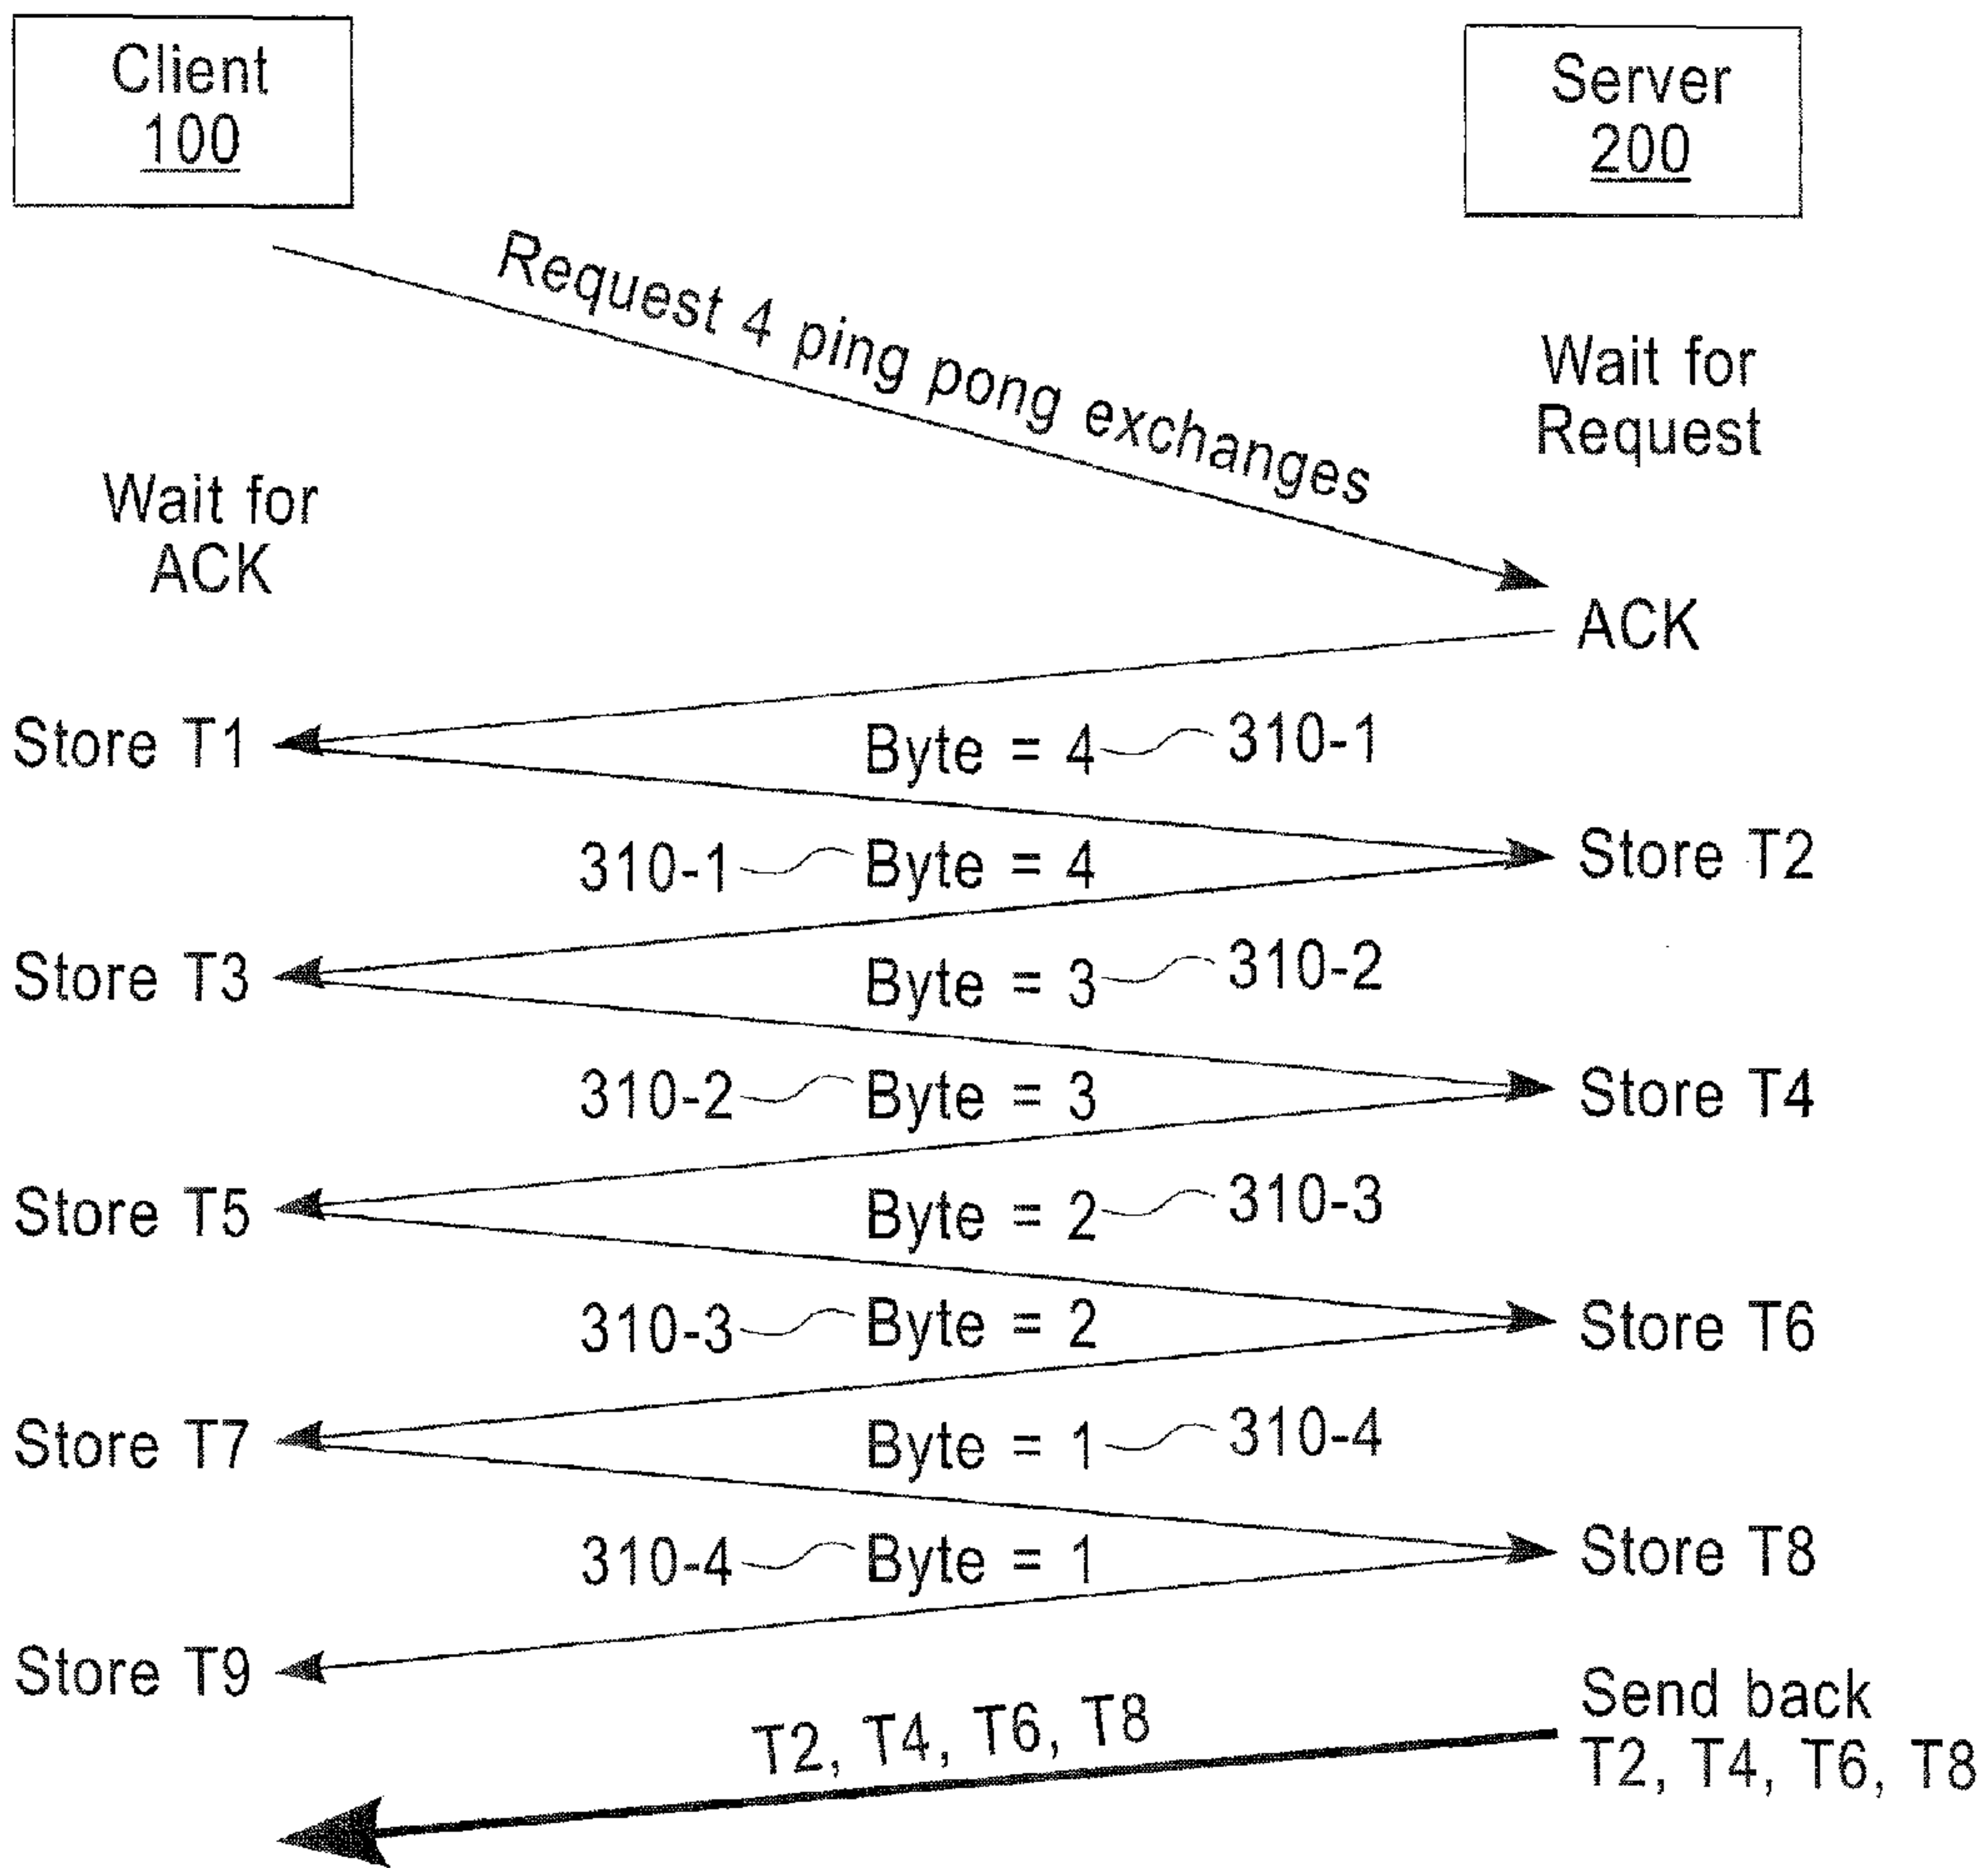 Client
100
Server
200
Request 4 ping pong exchanges
Wait for
Request
Wait for
ACK
ACK
Store T1
Byte = 4 310-1
310-1 Byte = 4
Store T2
Store T3
Byte = 3 310-2
310-2 Byte = 3
Store T4
Store T5
Byte = 2 310-3
310-3 Byte = 2
Store T6
Store T7
Byte = 1 310-4
310-4 Byte = 1
Store T8
Store T9
T2, T4, T6, T8
Send back
T2, T4, T6, T8